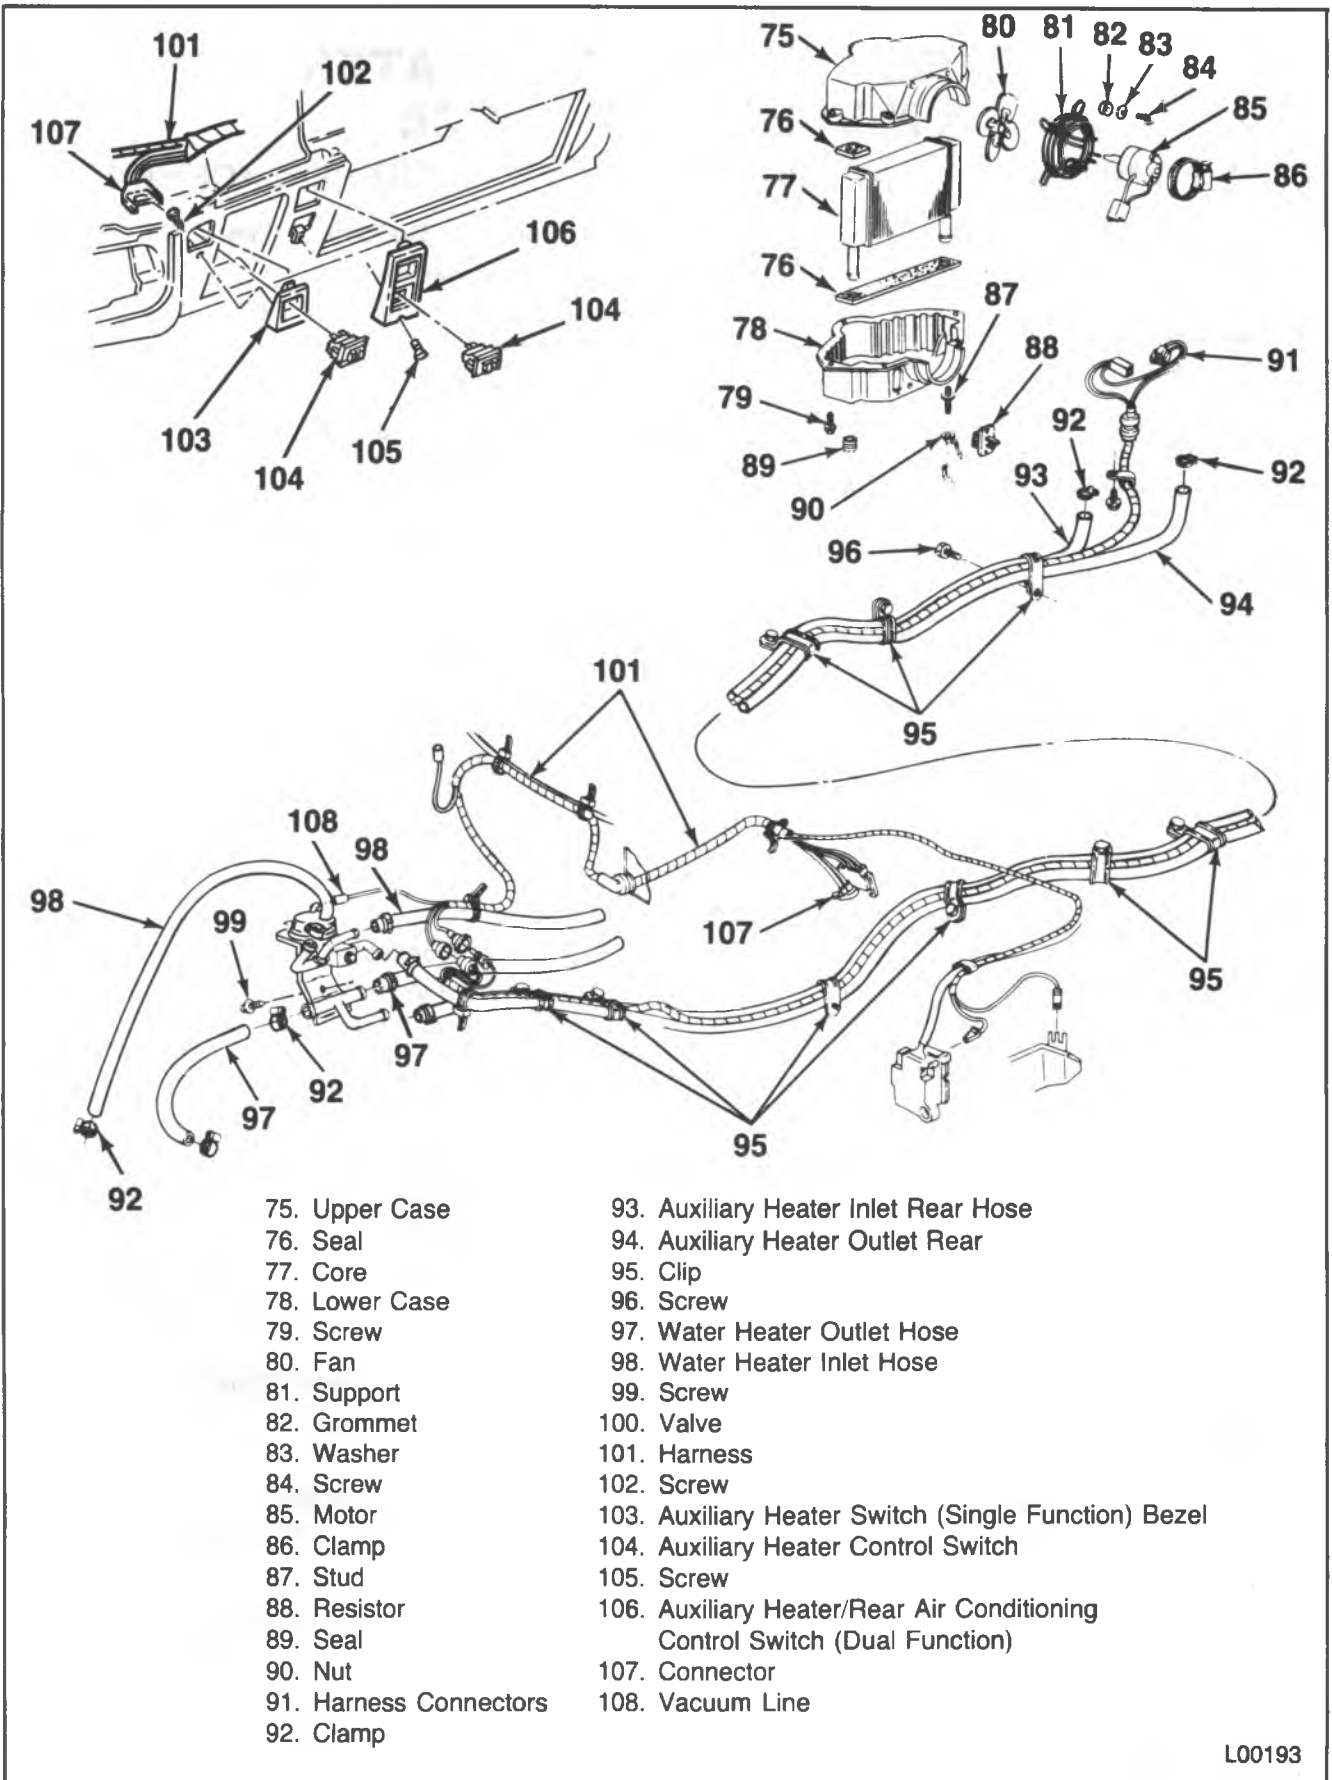 101
102
107
106
104
103
104
105
75
80
81
82
83
84
85
86
76
77
76
78
87
88
91
79
89
90
92
93
92
96
94
95
101
108
98
98
99
107
97
92
97
95
95
92
75. Upper Case
76. Seal
77. Core
78. Lower Case
79. Screw
80. Fan
81. Support
82. Grommet
83. Washer
84. Screw
85. Motor
86. Clamp
87. Stud
88. Resistor
89. Seal
90. Nut
91. Harness Connectors
92. Clamp
93. Auxiliary Heater Inlet Rear Hose
94. Auxiliary Heater Outlet Rear
95. Clip
96. Screw
97. Water Heater Outlet Hose
98. Water Heater Inlet Hose
99. Screw
100. Valve
101. Harness
102. Screw
103. Auxiliary Heater Switch (Single Function) Bezel
104. Auxiliary Heater Control Switch
105. Screw
106. Auxiliary Heater/Rear Air Conditioning
Control Switch (Dual Function)
107. Connector
108. Vacuum Line
L00193